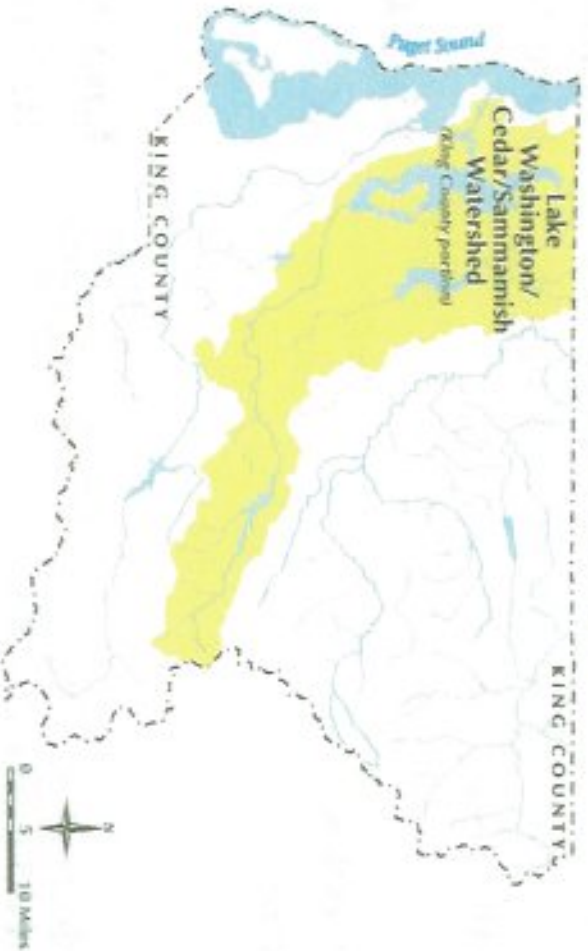 Puget Sound
Lake
Washington/
Cedar/Sammamish
Watershed
(King County portion)
KING COUNTY
KING COUNTY
N
0 5 10 Miles